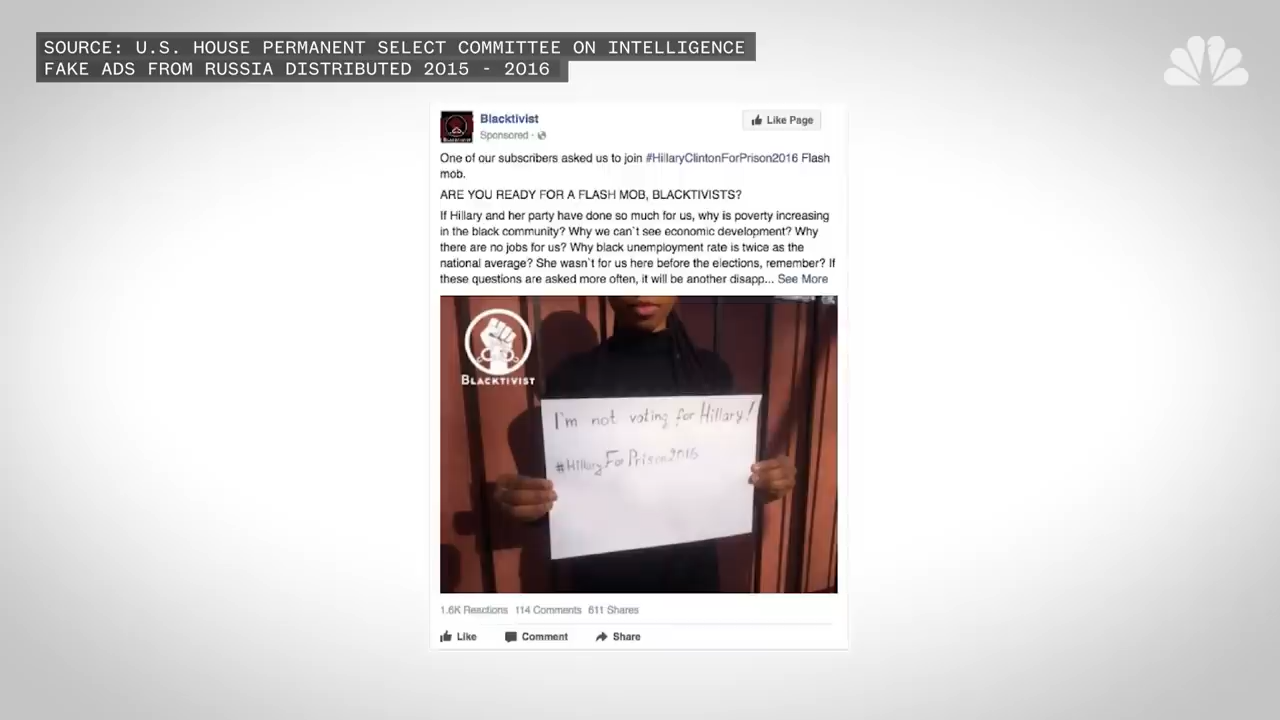 SOURCE: U.S. HOUSE PERMANENT SELECT COMMITTEE ON INTELLIGENCE
FAKE ADS FROM RUSSIA DISTRIBUTED 2015 - 2016
Blacktivist
Sponsored ·
Like Page
One of our subscribers asked us to join #HillaryClintonForPrison2016 Flash
mob.
ARE YOU READY FOR A FLASH MOB, BLACKTIVISTS?
If Hillary and her party have done so much for us, why is poverty increasing
in the black community? Why we can`t see economic development? Why
there are no jobs for us? Why black unemployment rate is twice as the
national average? She wasn`t for us here before the elections, remember? If
these questions are asked more often, it will be another disapp... See More
BLACKTIVIST
I'm not voting for Hillary!
#HillaryForPrison2016
1.6K Reactions 114 Comments 611 Shares
Like Comment Share